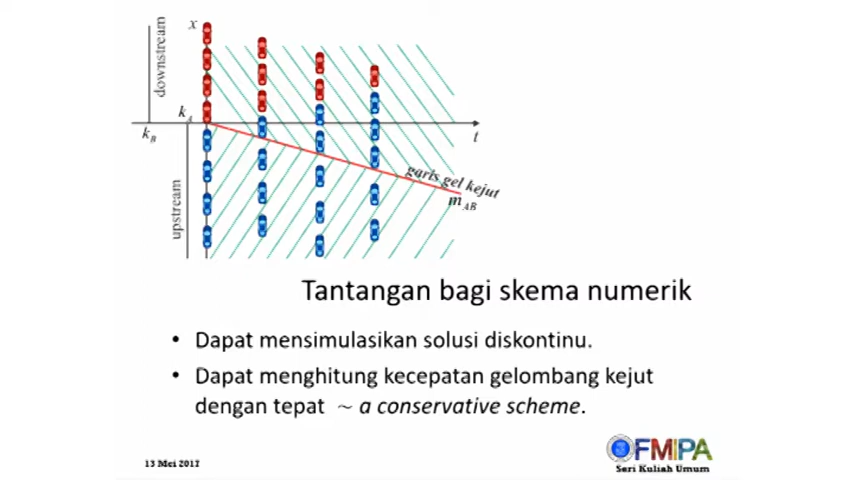 x
downstream
k_A
k_B
t
upstream
garis gel kejut
m_AB
Tantangan bagi skema numerik
• Dapat mensimulasikan solusi diskontinu.
• Dapat menghitung kecepatan gelombang kejut
dengan tepat ~ a conservative scheme.
FMIPA
Seri Kuliah Umum
13 Mei 2017